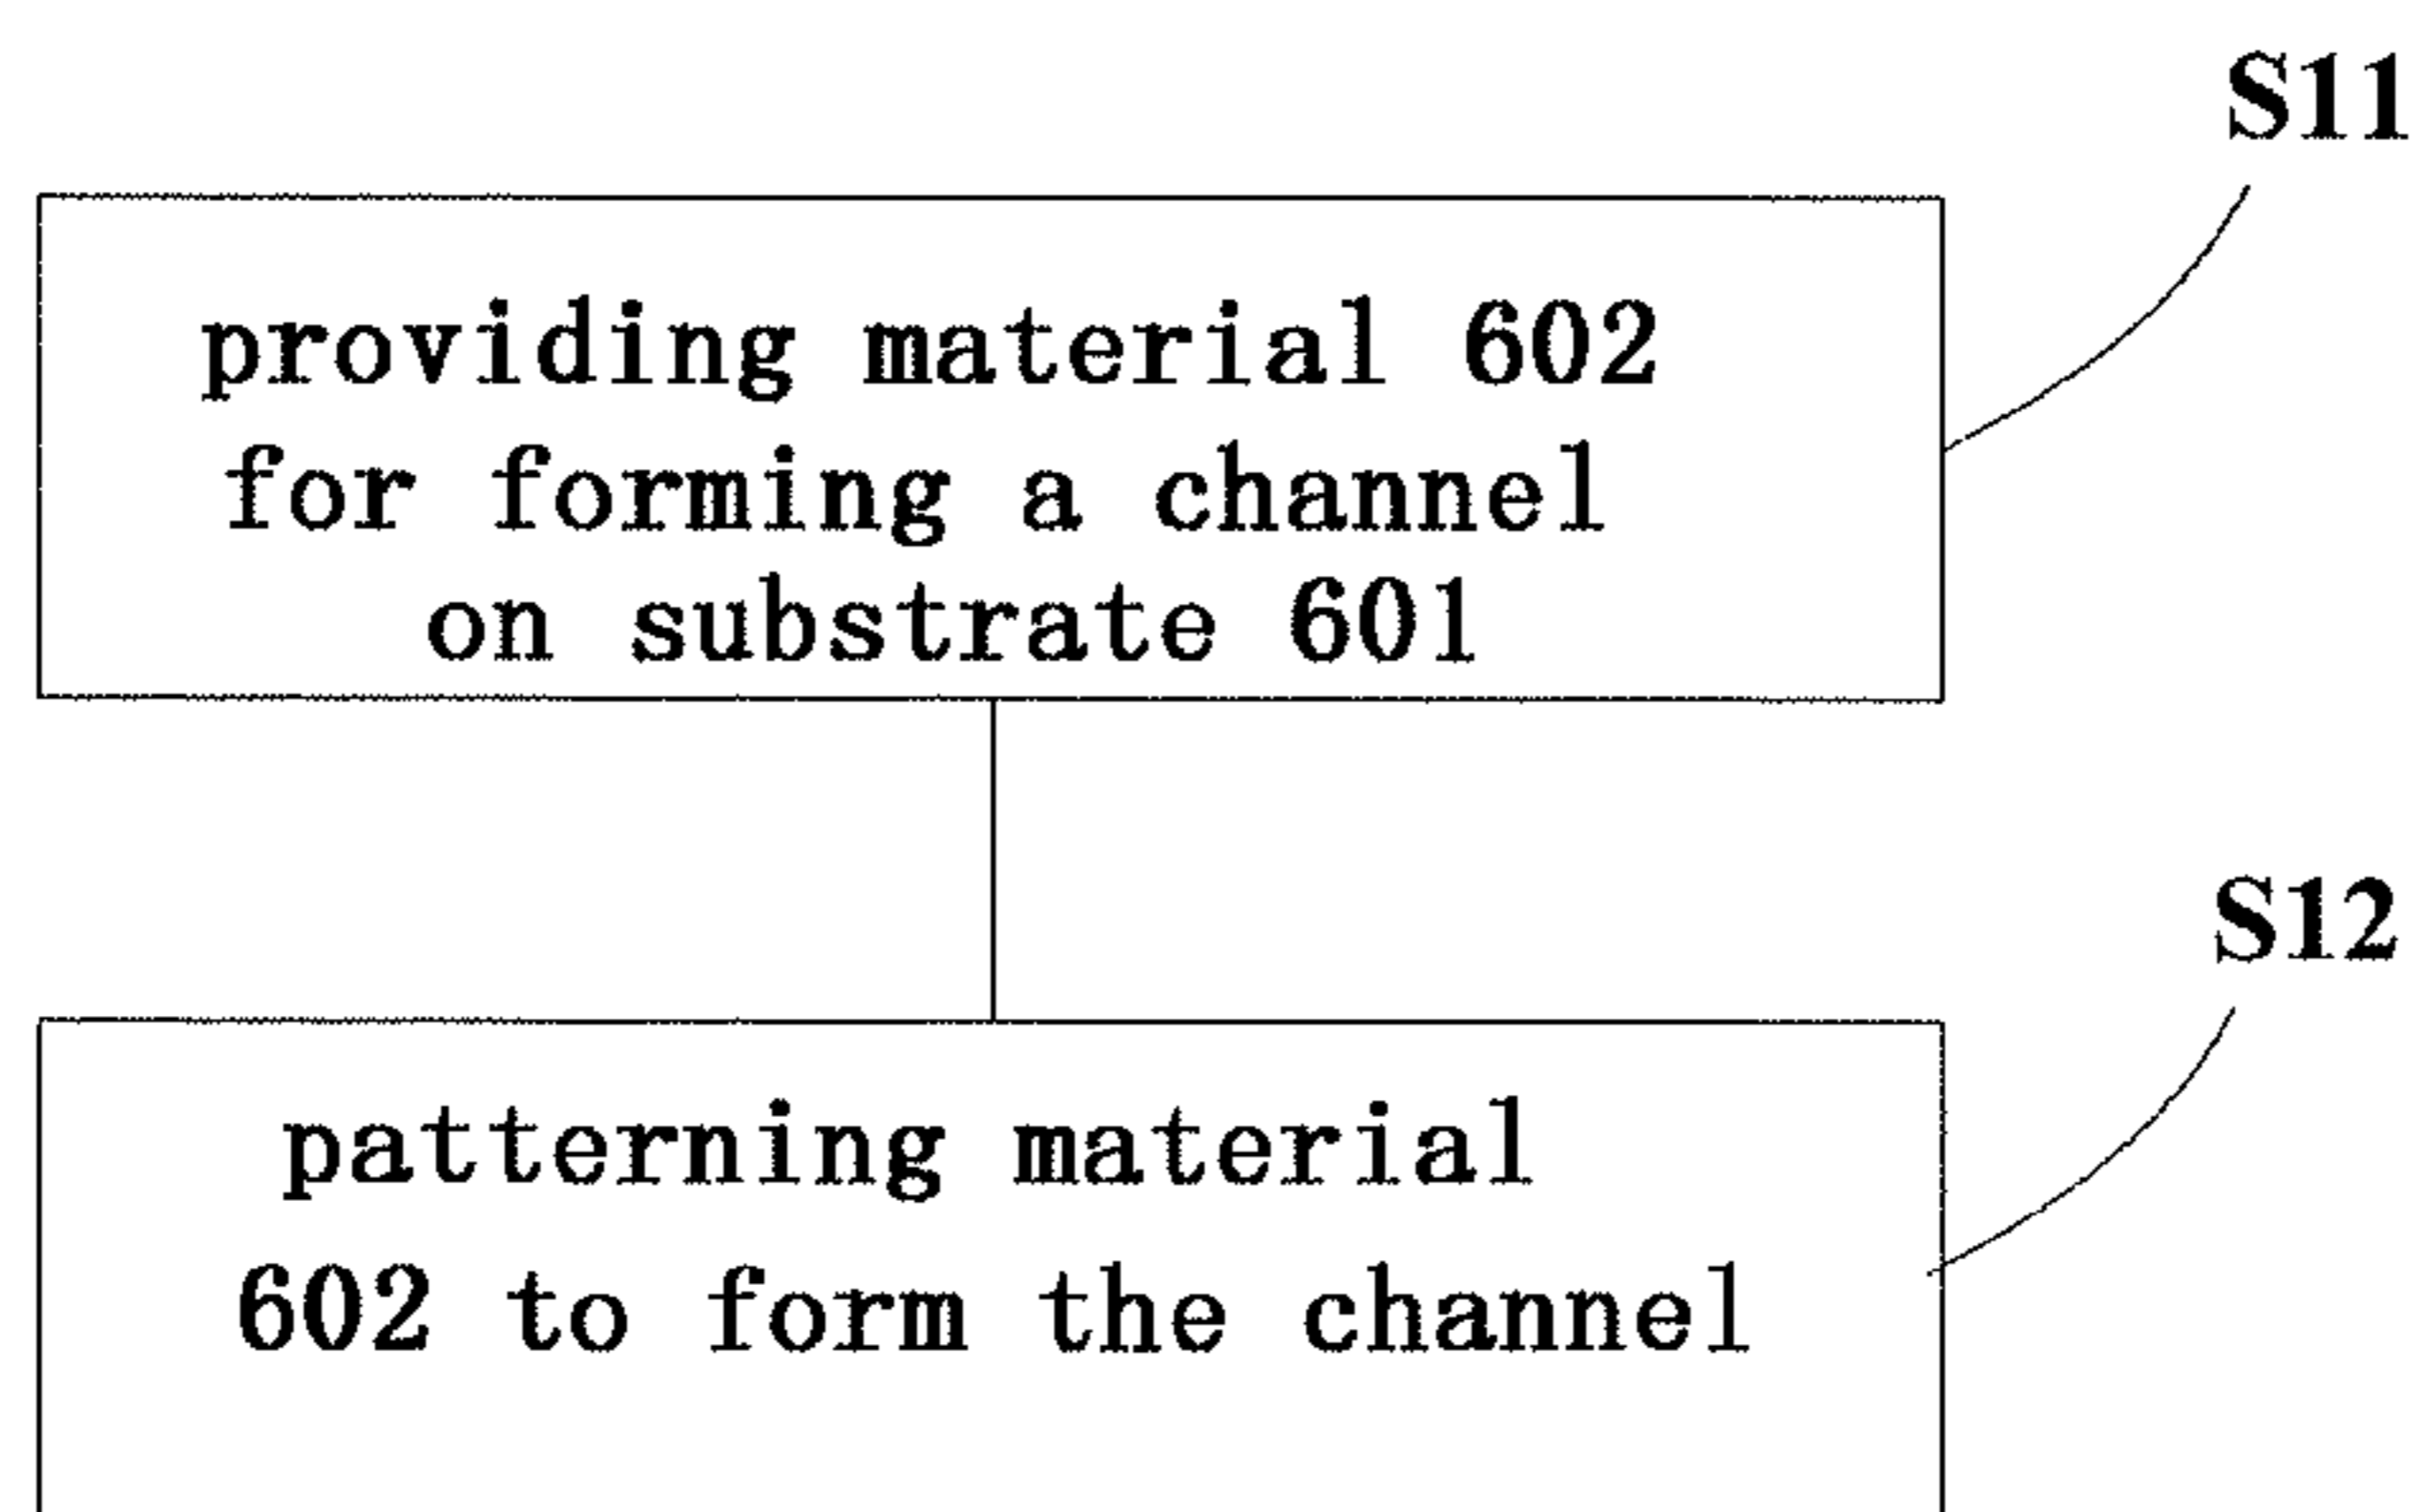 S11
providing material 602
for forming a channel
on substrate 601
S12
patterning material
602 to form the channel